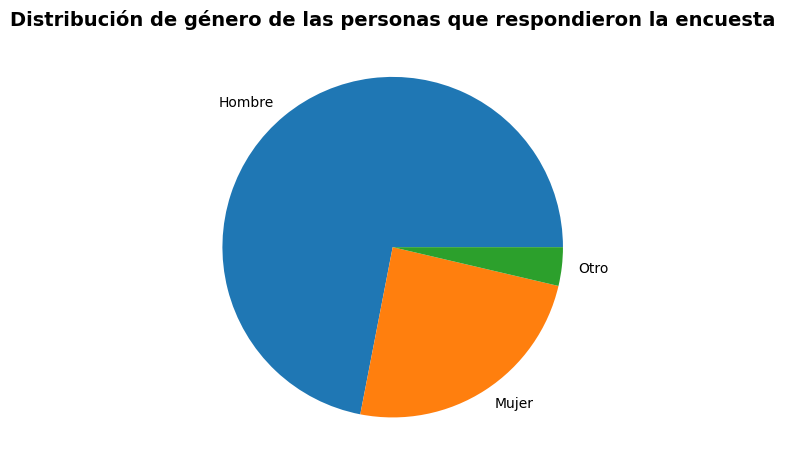 Distribución de género de las personas que respondieron la encuesta
Hombre
Otro
Mujer